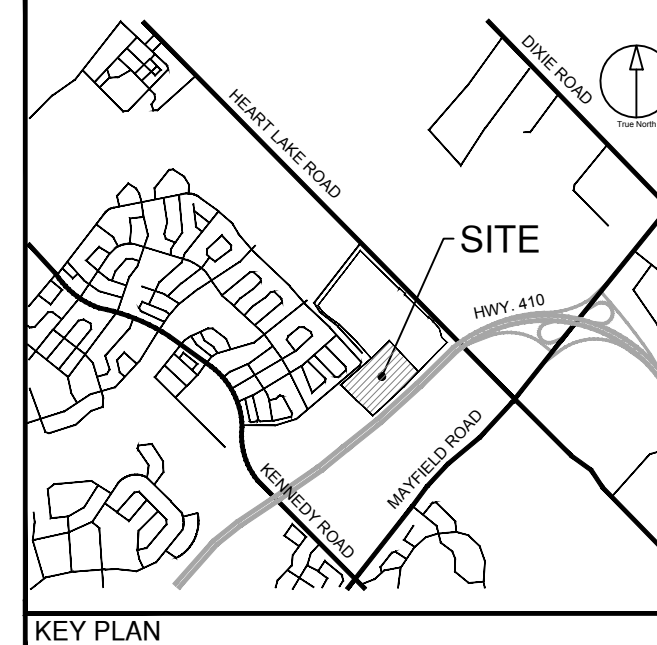 DIXIE ROAD
True North
HEART LAKE ROAD
SITE
HWY. 410
MAYFIELD ROAD
KENNEDY ROAD
KEY PLAN